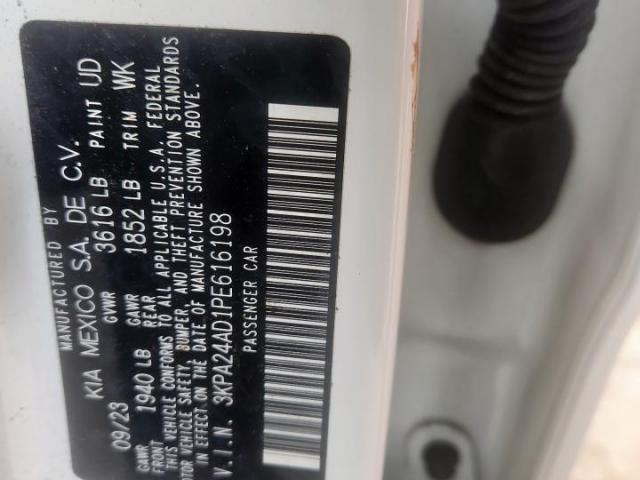 MANUFACTURED BY
KIA MEXICO S.A. DE C.V.
09/23 GVWR 3616 LB PAINT UD
GAWR FRONT 1940 LB GAWR REAR 1852 LB TRIM WK
THIS VEHICLE CONFORMS TO ALL APPLICABLE U.S.A. FEDERAL
MOTOR VEHICLE SAFETY, BUMPER, AND THEFT PREVENTION STANDARDS
IN EFFECT ON THE DATE OF MANUFACTURE SHOWN ABOVE.
V.I.N. 3KPA24AD1PE616198
PASSENGER CAR